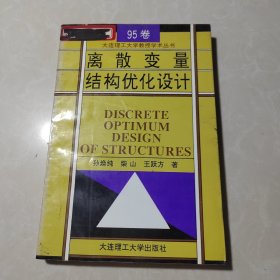 95卷
大连理工大学教授学术丛书
离散变量
结构优化设计
DISCRETE
OPTIMUM
DESIGN
OF STRUCTURES
孙焕纯 柴山 王跃方 著
大连理工大学出版社